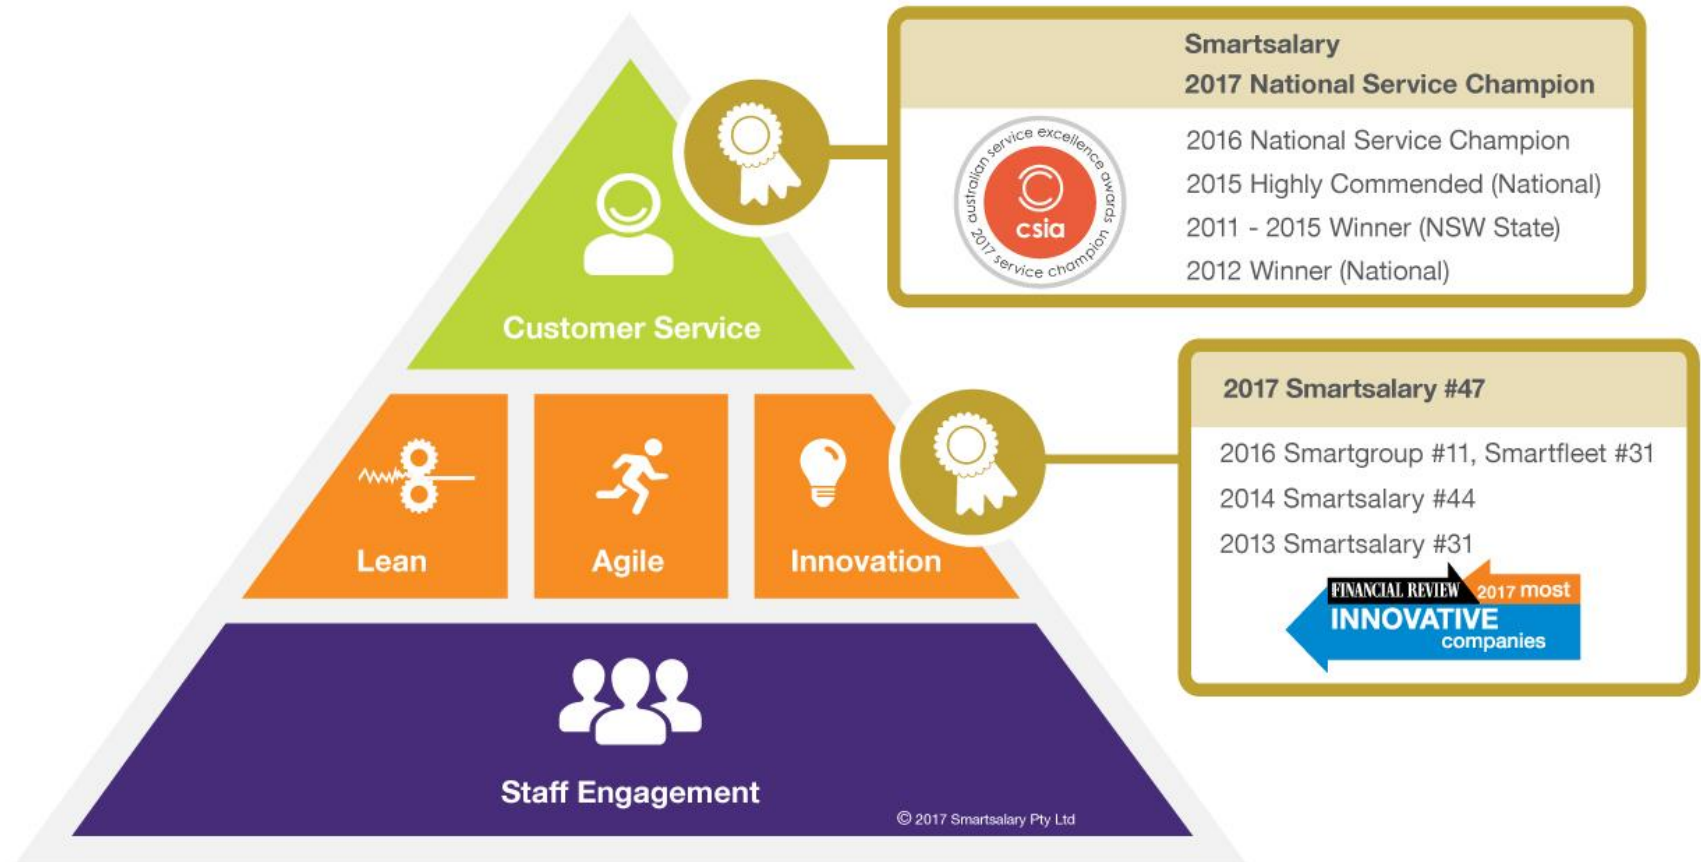 Smartsalary
2017 National Service Champion
australian service excellence awards
2017 service champion
csia
2016 National Service Champion
2015 Highly Commended (National)
2011 - 2015 Winner (NSW State)
2012 Winner (National)
Customer Service
2017 Smartsalary #47
2016 Smartgroup #11, Smartfleet #31
2014 Smartsalary #44
2013 Smartsalary #31
FINANCIAL REVIEW 2017 most
INNOVATIVE
companies
Lean
Agile
Innovation
Staff Engagement
© 2017 Smartsalary Pty Ltd